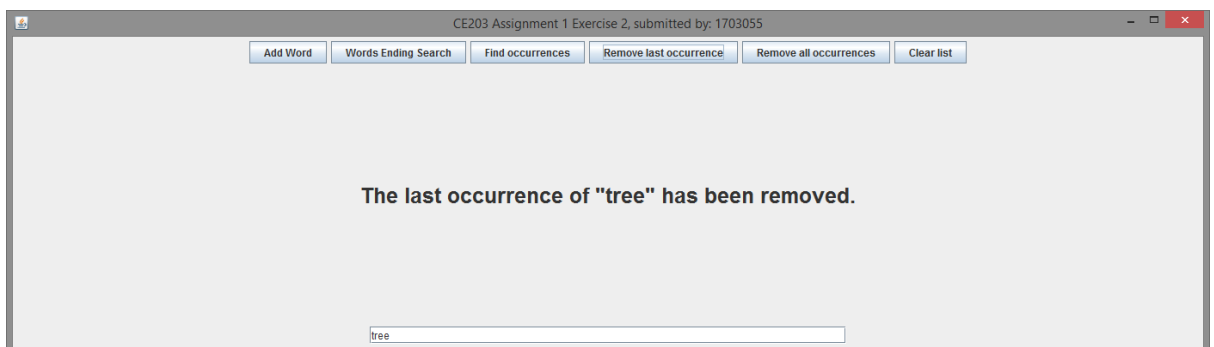 CE203 Assignment 1 Exercise 2, submitted by: 1703055
Add Word Words Ending Search Find occurrences Remove last occurrence Remove all occurrences Clear list
The last occurrence of "tree" has been removed.
tree